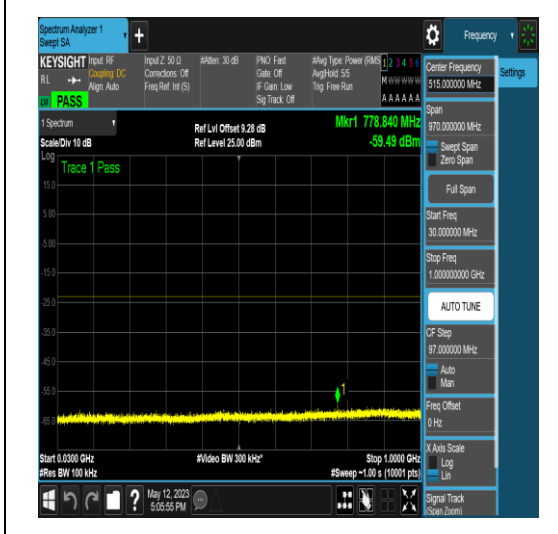 Spectrum Analyzer 1
Swept SA
+
Frequency
KEYSIGHT
RL
Input: RF
Coupling: DC
Align: Auto
Input Z: 50 Ω
Corrections: Off
Freq Ref: Int (S)
#Atten: 30 dB
PNO: Fast
Gate: Off
IF Gain: Low
Sig Track: Off
#Avg Type: Power (RMS
Avg|Hold: 5/5
Trig: Free Run
1 2 3 4 5 6
M W W W W W
A A A A A A
PASS
1 Spectrum
Scale/Div 10 dB
Ref Lvl Offset 9.28 dB
Ref Level 25.00 dBm
Mkr1 778.840 MHz
-59.49 dBm
Log
Trace 1 Pass
15.0
5.00
-5.00
-15.0
-25.0
-35.0
-45.0
-55.0
-65.0
1
Start 0.0300 GHz
#Res BW 100 kHz
#Video BW 300 kHz*
Stop 1.0000 GHz
#Sweep ~1.00 s (10001 pts)
?
May 12, 2023
5:05:55 PM
Center Frequency
515.000000 MHz
Settings
Span
970.000000 MHz
Swept Span
Zero Span
Full Span
Start Freq
30.000000 MHz
Stop Freq
1.000000000 GHz
AUTO TUNE
CF Step
97.000000 MHz
Auto
Man
Freq Offset
0 Hz
X Axis Scale
Log
Lin
Signal Track
(Span Zoom)